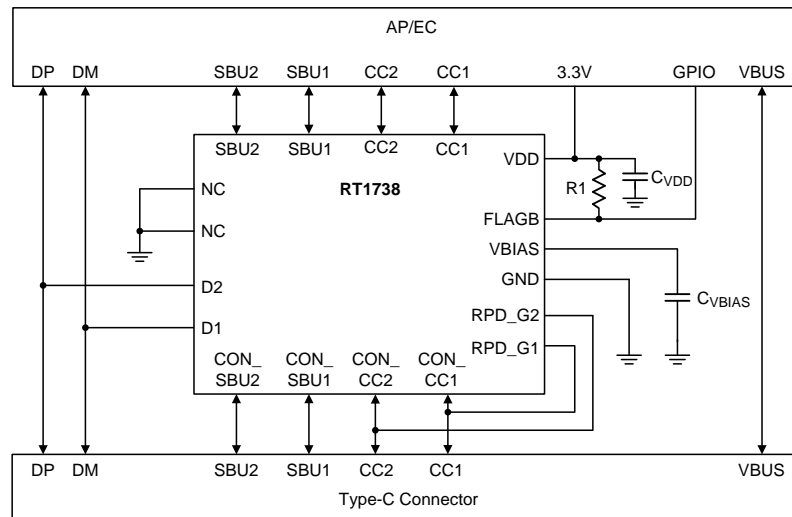 AP/EC
DP DM SBU2 SBU1 CC2 CC1 3.3V GPIO VBUS
SBU2 SBU1 CC2 CC1
VDD
RT1738
NC
R1
CVDD
FLAGB
NC
VBIAS
GND
D2
CVBIAS
RPD_G2
D1
RPD_G1
CON_ CON_ CON_ CON_
SBU2 SBU1 CC2 CC1
DP DM SBU2 SBU1 CC2 CC1 VBUS
Type-C Connector